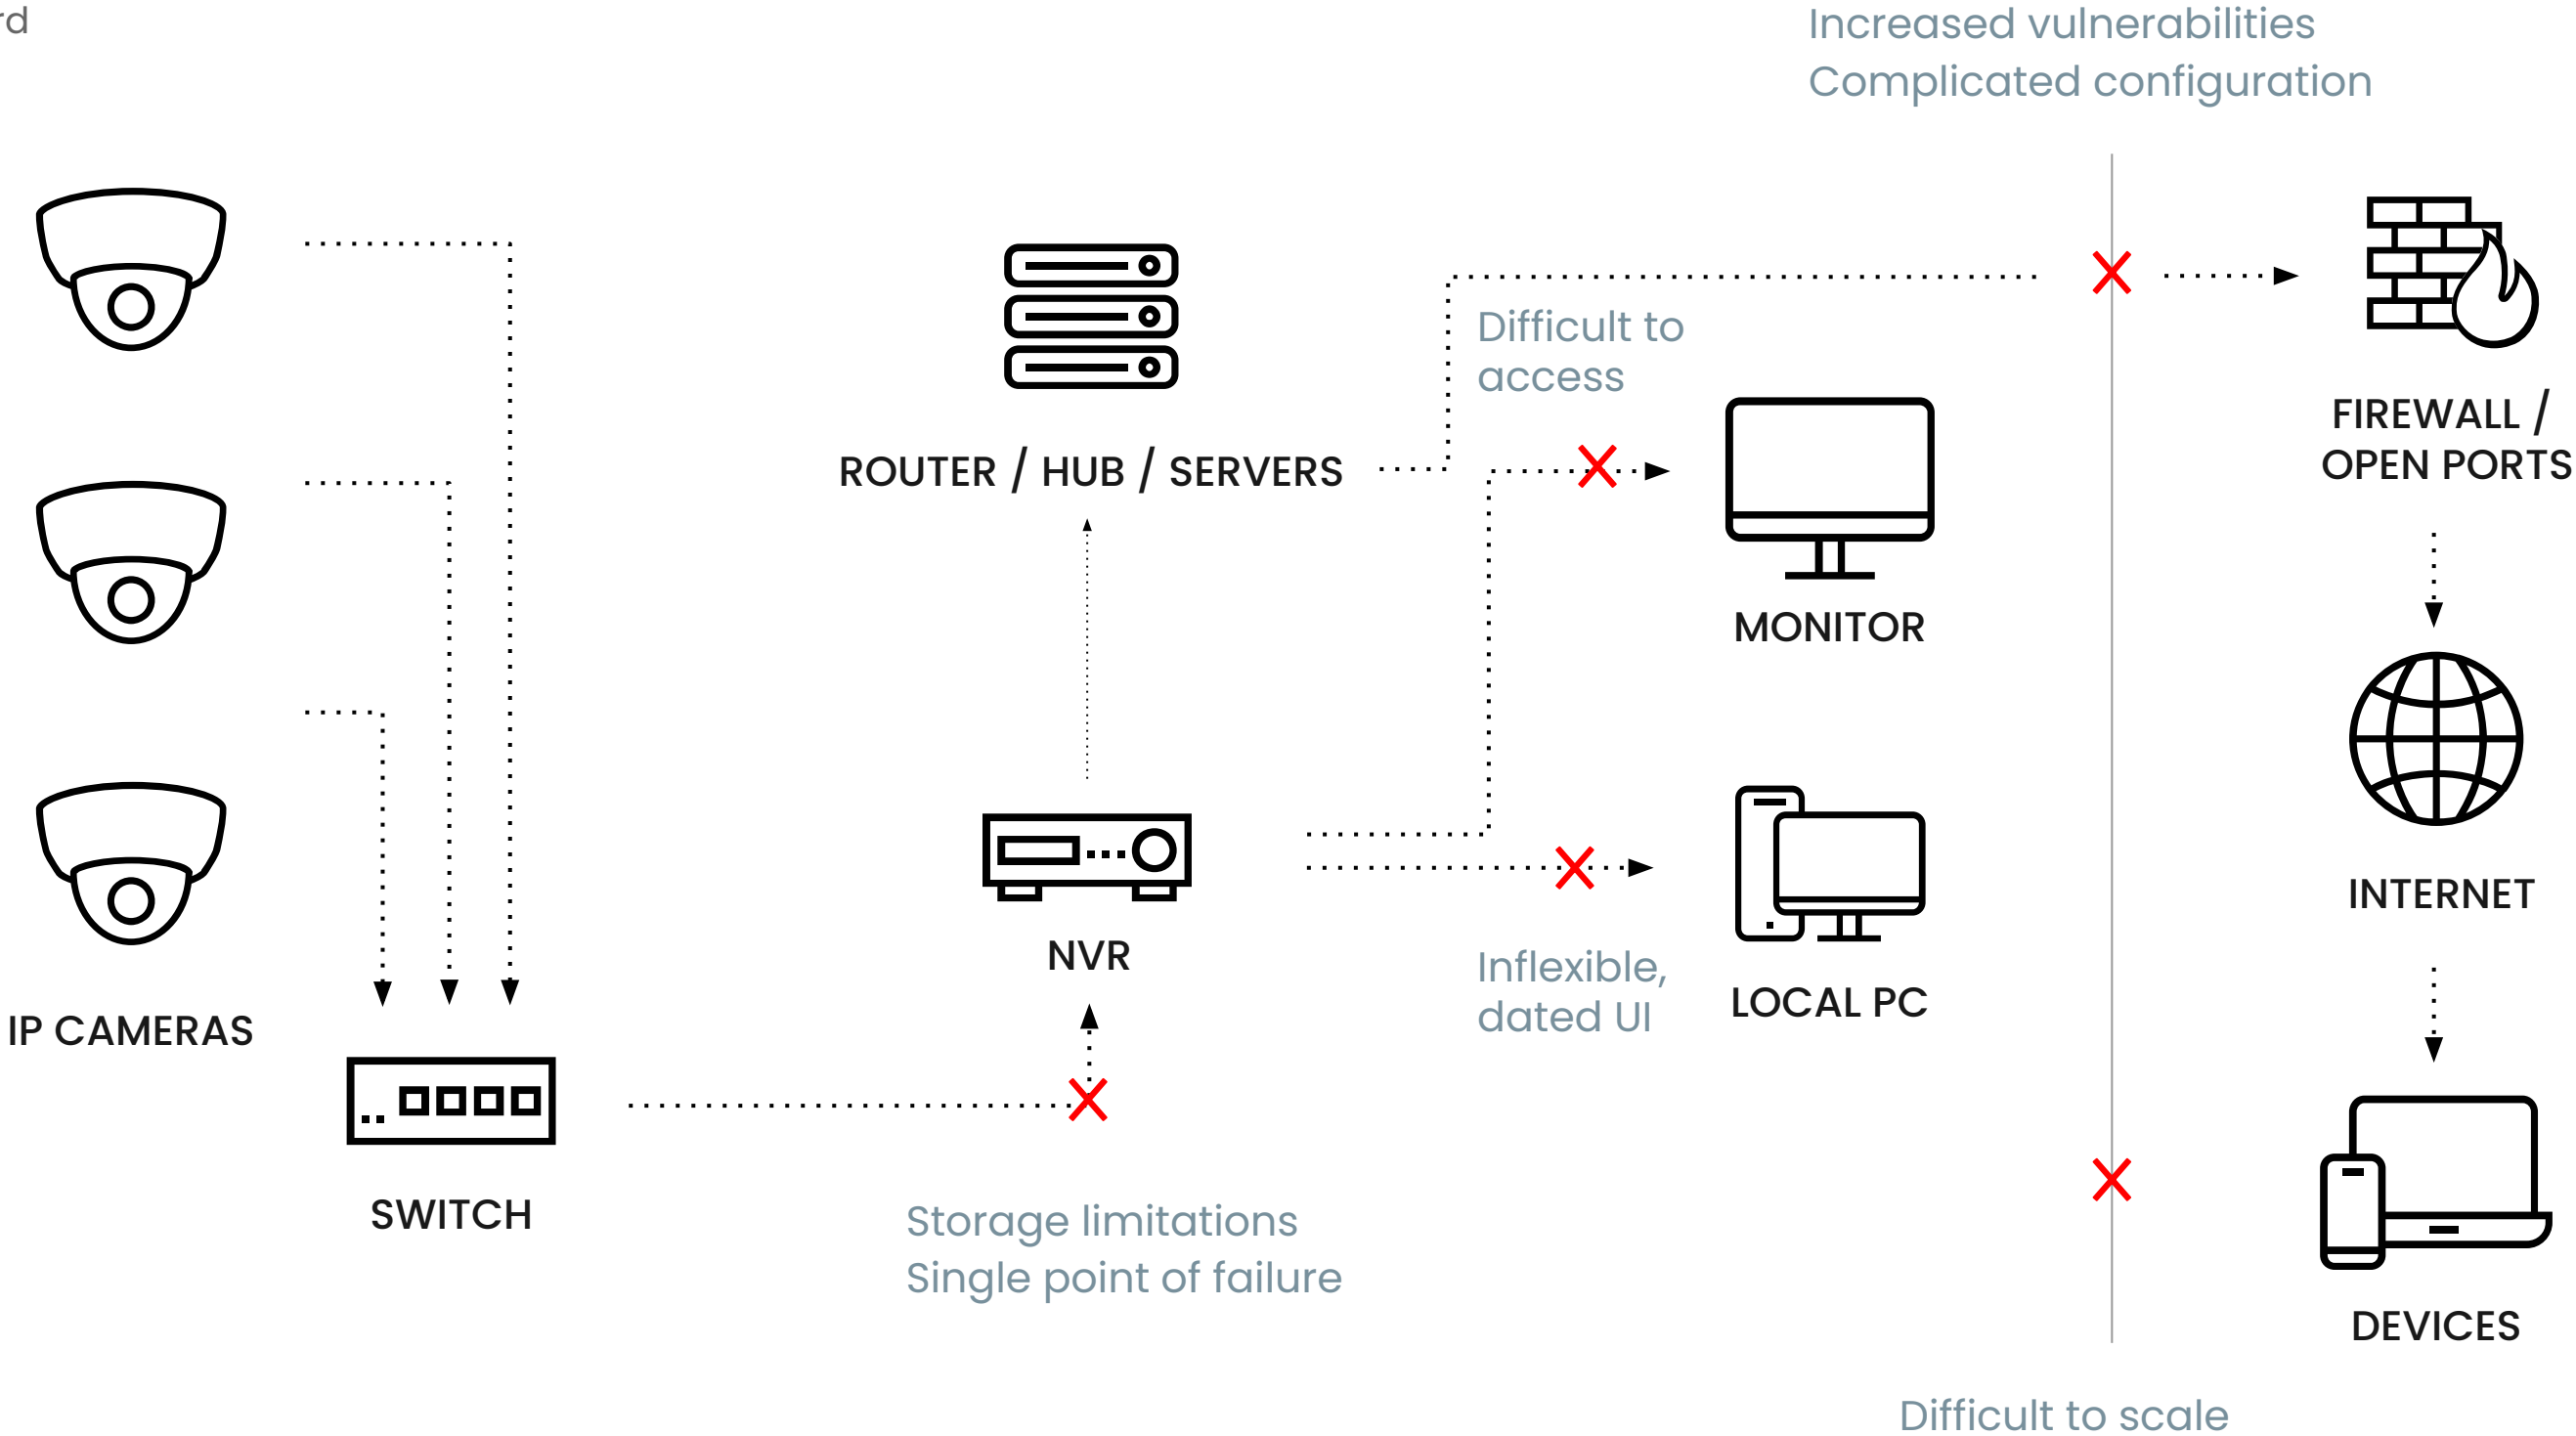 Increased vulnerabilities
Complicated configuration
Difficult to
access
FIREWALL /
OPEN PORTS
ROUTER / HUB / SERVERS
MONITOR
INTERNET
NVR
Inflexible,
dated UI
LOCAL PC
IP CAMERAS
SWITCH
Storage limitations
Single point of failure
DEVICES
Difficult to scale